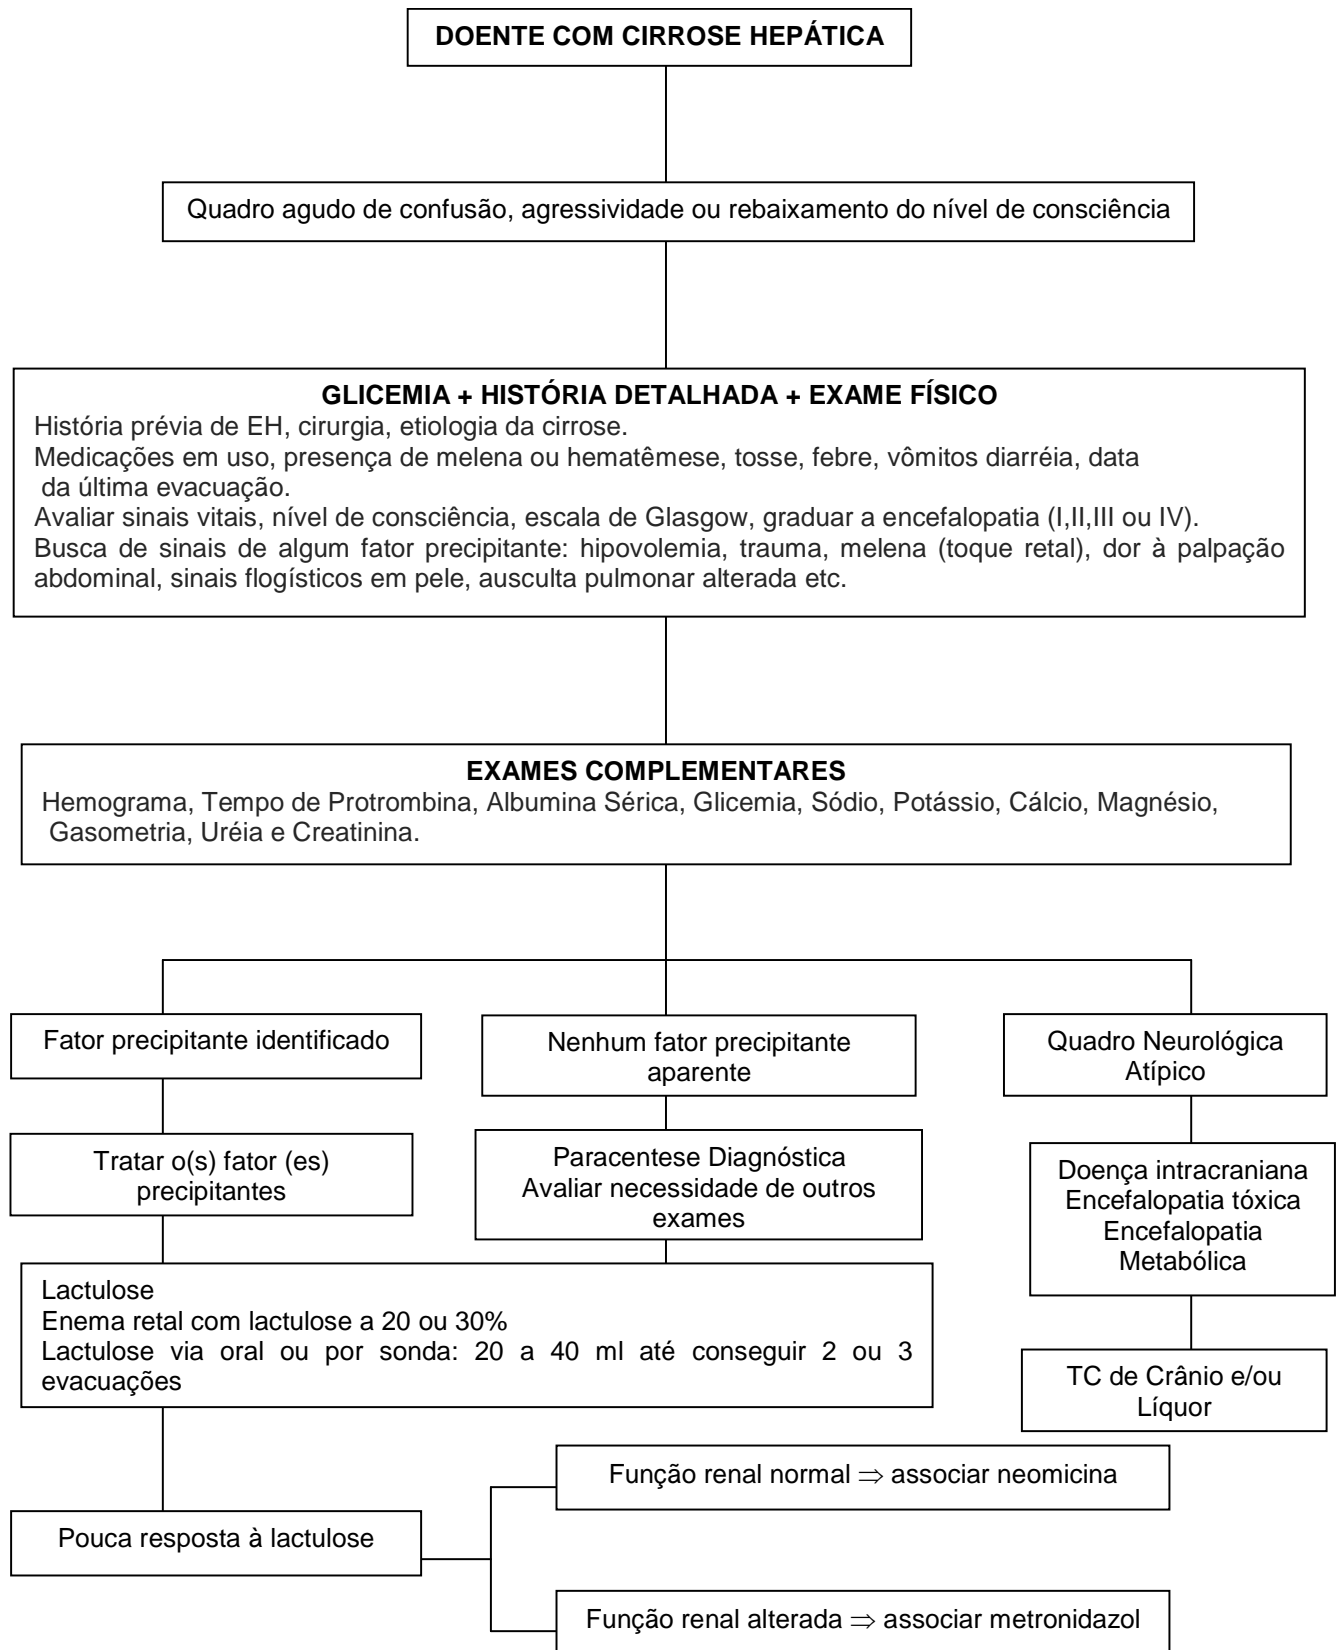 DOENTE COM CIRROSE HEPÁTICA
Quadro agudo de confusão, agressividade ou rebaixamento do nível de consciência
GLICEMIA + HISTÓRIA DETALHADA + EXAME FÍSICO
História prévia de EH, cirurgia, etiologia da cirrose.
Medicações em uso, presença de melena ou hematêmese, tosse, febre, vômitos diarréia, data
da última evacuação.
Avaliar sinais vitais, nível de consciência, escala de Glasgow, graduar a encefalopatia (I,II,III ou IV).
Busca de sinais de algum fator precipitante: hipovolemia, trauma, melena (toque retal), dor à palpação
abdominal, sinais flogísticos em pele, ausculta pulmonar alterada etc.
EXAMES COMPLEMENTARES
Hemograma, Tempo de Protrombina, Albumina Sérica, Glicemia, Sódio, Potássio, Cálcio, Magnésio,
Gasometria, Uréia e Creatinina.
Fator precipitante identificado
Nenhum fator precipitante
aparente
Quadro Neurológica
Atípico
Tratar o(s) fator (es)
precipitantes
Paracentese Diagnóstica
Avaliar necessidade de outros
exames
Doença intracraniana
Encefalopatia tóxica
Encefalopatia
Metabólica
Lactulose
Enema retal com lactulose a 20 ou 30%
Lactulose via oral ou por sonda: 20 a 40 ml até conseguir 2 ou 3
evacuações
TC de Crânio e/ou
Líquor
Função renal normal ⇒ associar neomicina
Pouca resposta à lactulose
Função renal alterada ⇒ associar metronidazol